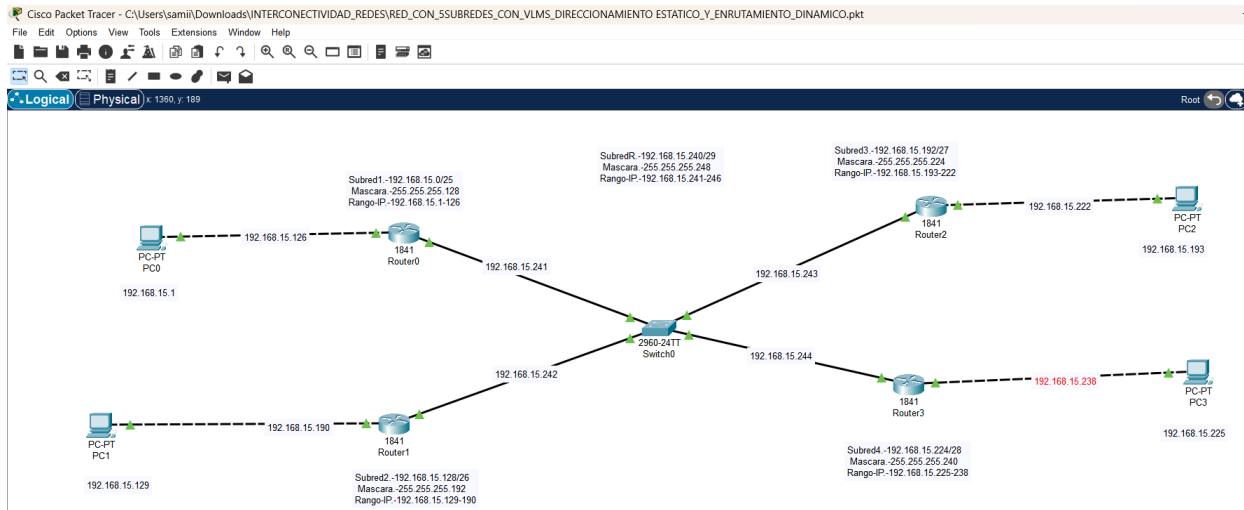 Cisco Packet Tracer - C:\Users\samii\Downloads\INTERCONECTIVIDAD_REDES\RED_CON_5SUBREDES_CON_VLMS_DIRECCIONAMIENTO ESTATICO_Y_ENRUTAMIENTO_DINAMICO.pkt
File Edit Options View Tools Extensions Window Help
Logical Physical x: 1360, y: 189 Root
SubredR.-192.168.15.240/29
Mascara.-255.255.255.248
Rango-IP.-192.168.15.241-246
Subred3.-192.168.15.192/27
Mascara.-255.255.255.224
Rango-IP.-192.168.15.193-222
Subred1.-192.168.15.0/25
Mascara.-255.255.255.128
Rango-IP.-192.168.15.1-126
192.168.15.126
PC-PT
PC0
192.168.15.1
1841
Router0
192.168.15.241
1841
Router2
192.168.15.222
PC-PT
PC2
192.168.15.193
192.168.15.243
2960-24TT
Switch0
192.168.15.242
192.168.15.244
PC-PT
PC1
192.168.15.129
192.168.15.190
1841
Router1
Subred2.-192.168.15.128/26
Mascara.-255.255.255.192
Rango-IP.-192.168.15.129-190
1841
Router3
192.168.15.238
PC-PT
PC3
192.168.15.225
Subred4.-192.168.15.224/28
Mascara.-255.255.255.240
Rango-IP.-192.168.15.225-238